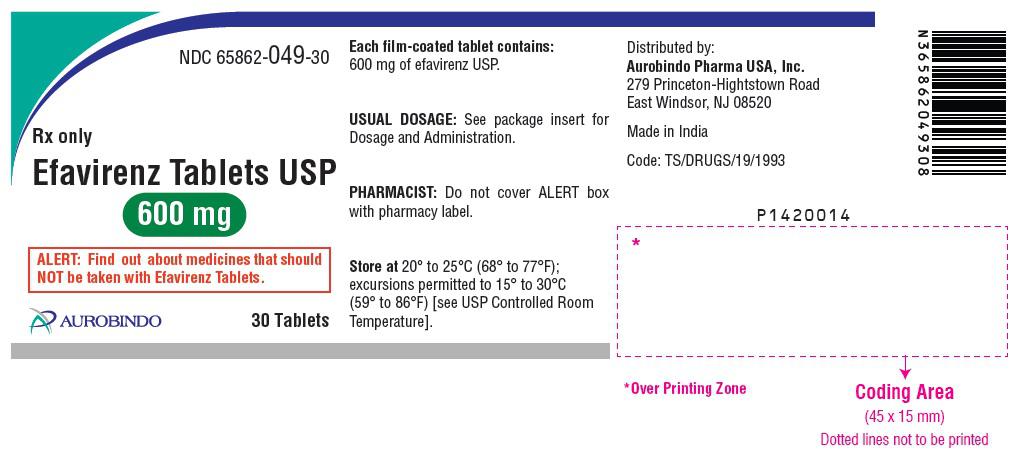 NDC 65862-049-30
Rx only
Efavirenz Tablets USP
600 mg
ALERT: Find out about medicines that should
NOT be taken with Efavirenz Tablets.
AUROBINDO
30 Tablets
Each film-coated tablet contains:
600 mg of efavirenz USP.
USUAL DOSAGE: See package insert for
Dosage and Administration.
PHARMACIST: Do not cover ALERT box
with pharmacy label.
Store at 20° to 25°C (68° to 77°F);
excursions permitted to 15° to 30°C
(59° to 86°F) [see USP Controlled Room
Temperature].
Distributed by:
Aurobindo Pharma USA, Inc.
279 Princeton-Hightstown Road
East Windsor, NJ 08520
Made in India
Code: TS/DRUGS/19/1993
N365862049308
P1420014
*
*Over Printing Zone
Coding Area
(45 x 15 mm)
Dotted lines not to be printed